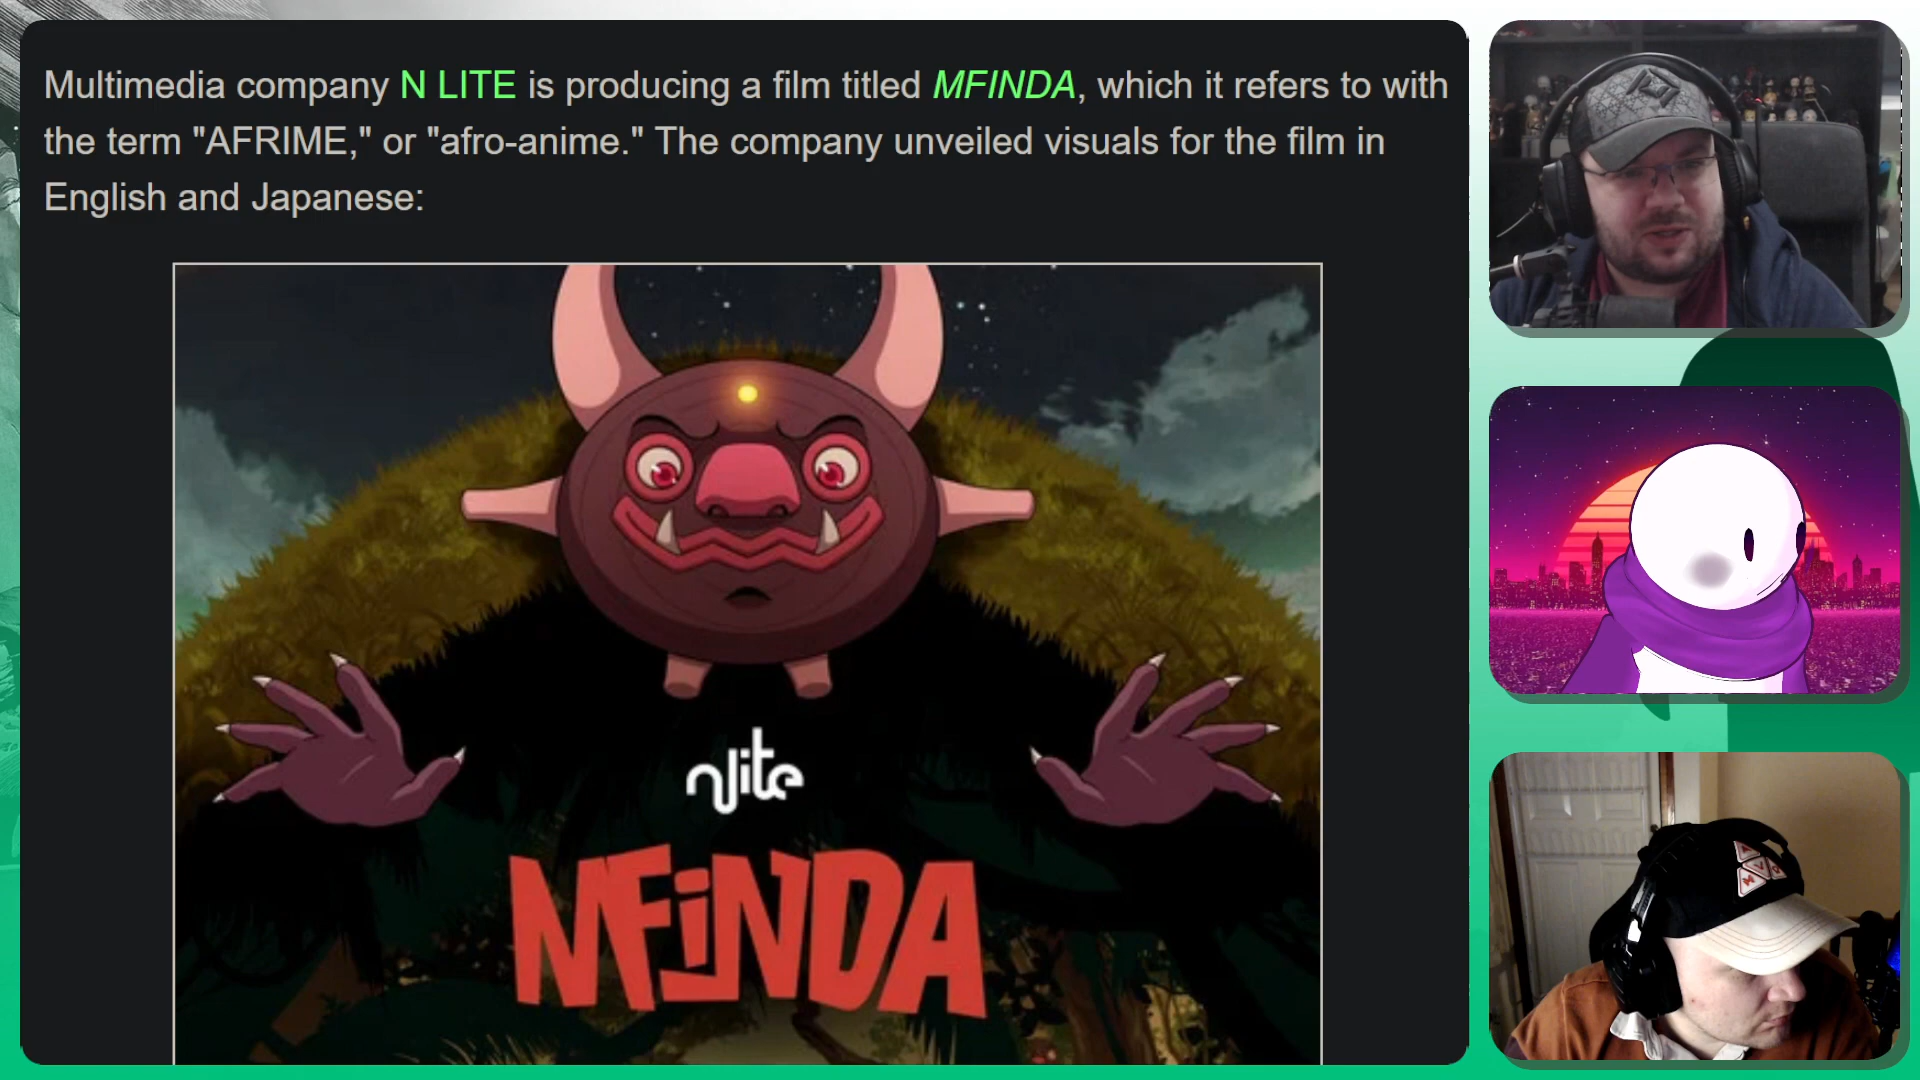 Multimedia company N LITE is producing a film titled MFINDA, which it refers to with
the term "AFRIME," or "afro-anime." The company unveiled visuals for the film in
English and Japanese:
nlite
MFiNDA